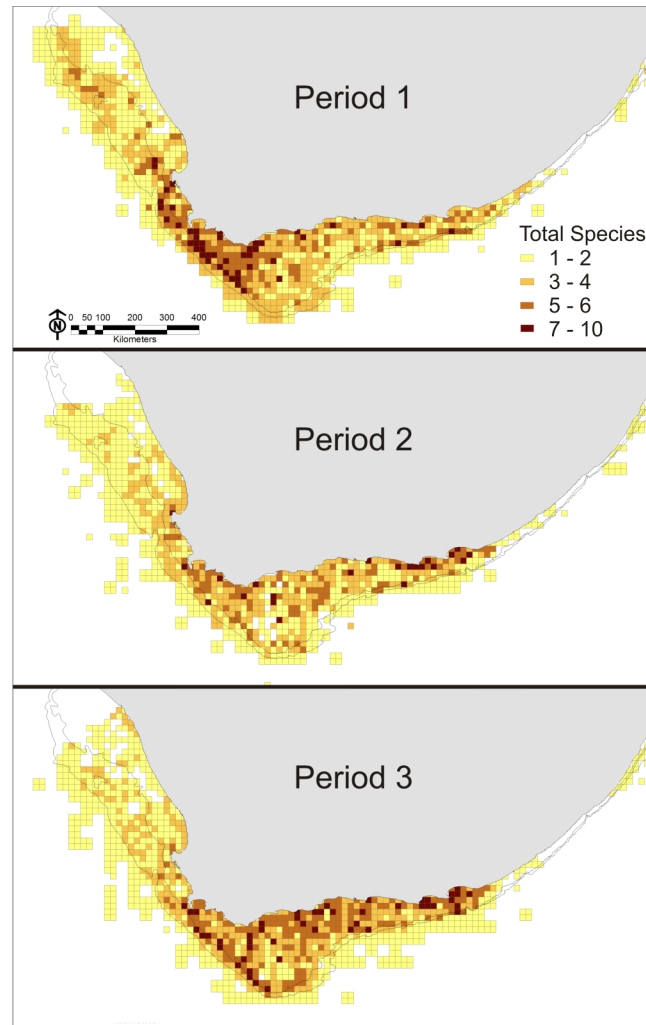 Period 1
Total Species
1 - 2
3 - 4
5 - 6
7 - 10
N
0 50 100 200 300 400
Kilometers
Period 2
Period 3